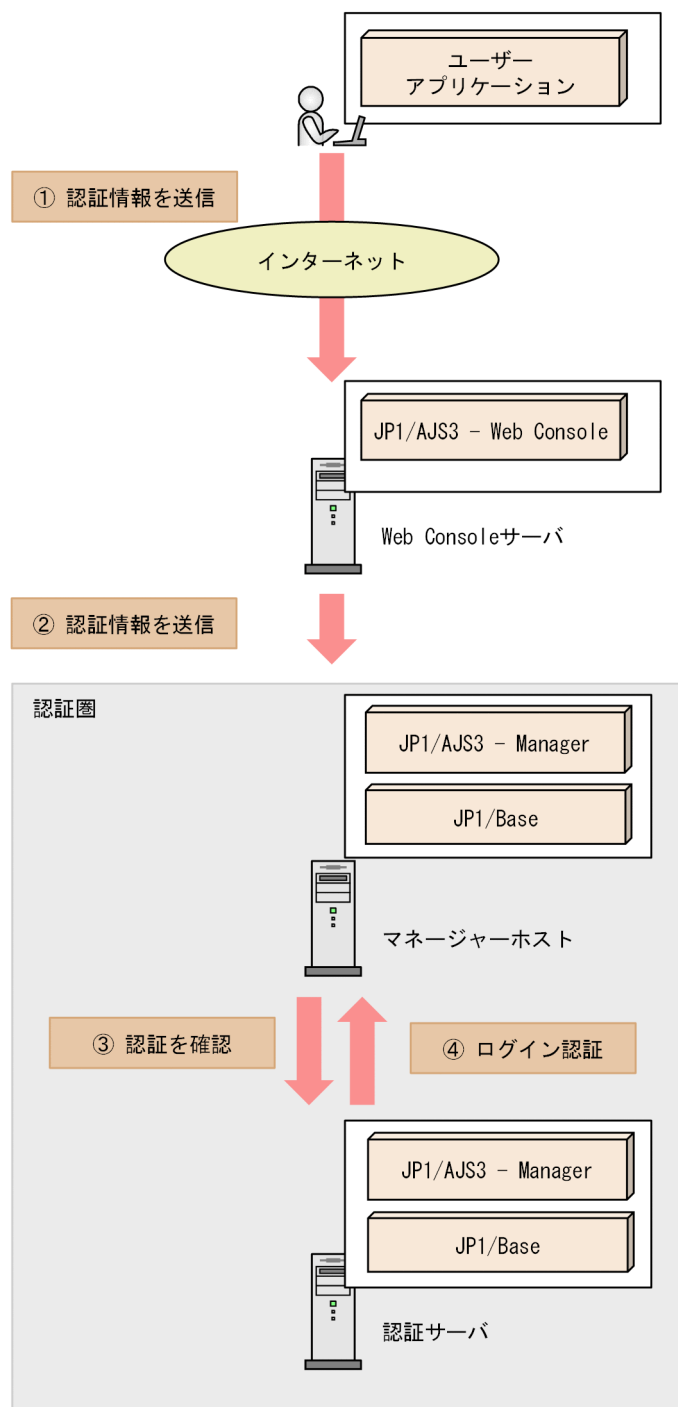 ユーザー
アプリケーション
① 認証情報を送信
インターネット
JP1/AJS3 － Web Console
Web Consoleサーバ
② 認証情報を送信
認証圏
JP1/AJS3 － Manager
JP1/Base
マネージャーホスト
③ 認証を確認
④ ログイン認証
JP1/AJS3 － Manager
JP1/Base
認証サーバ